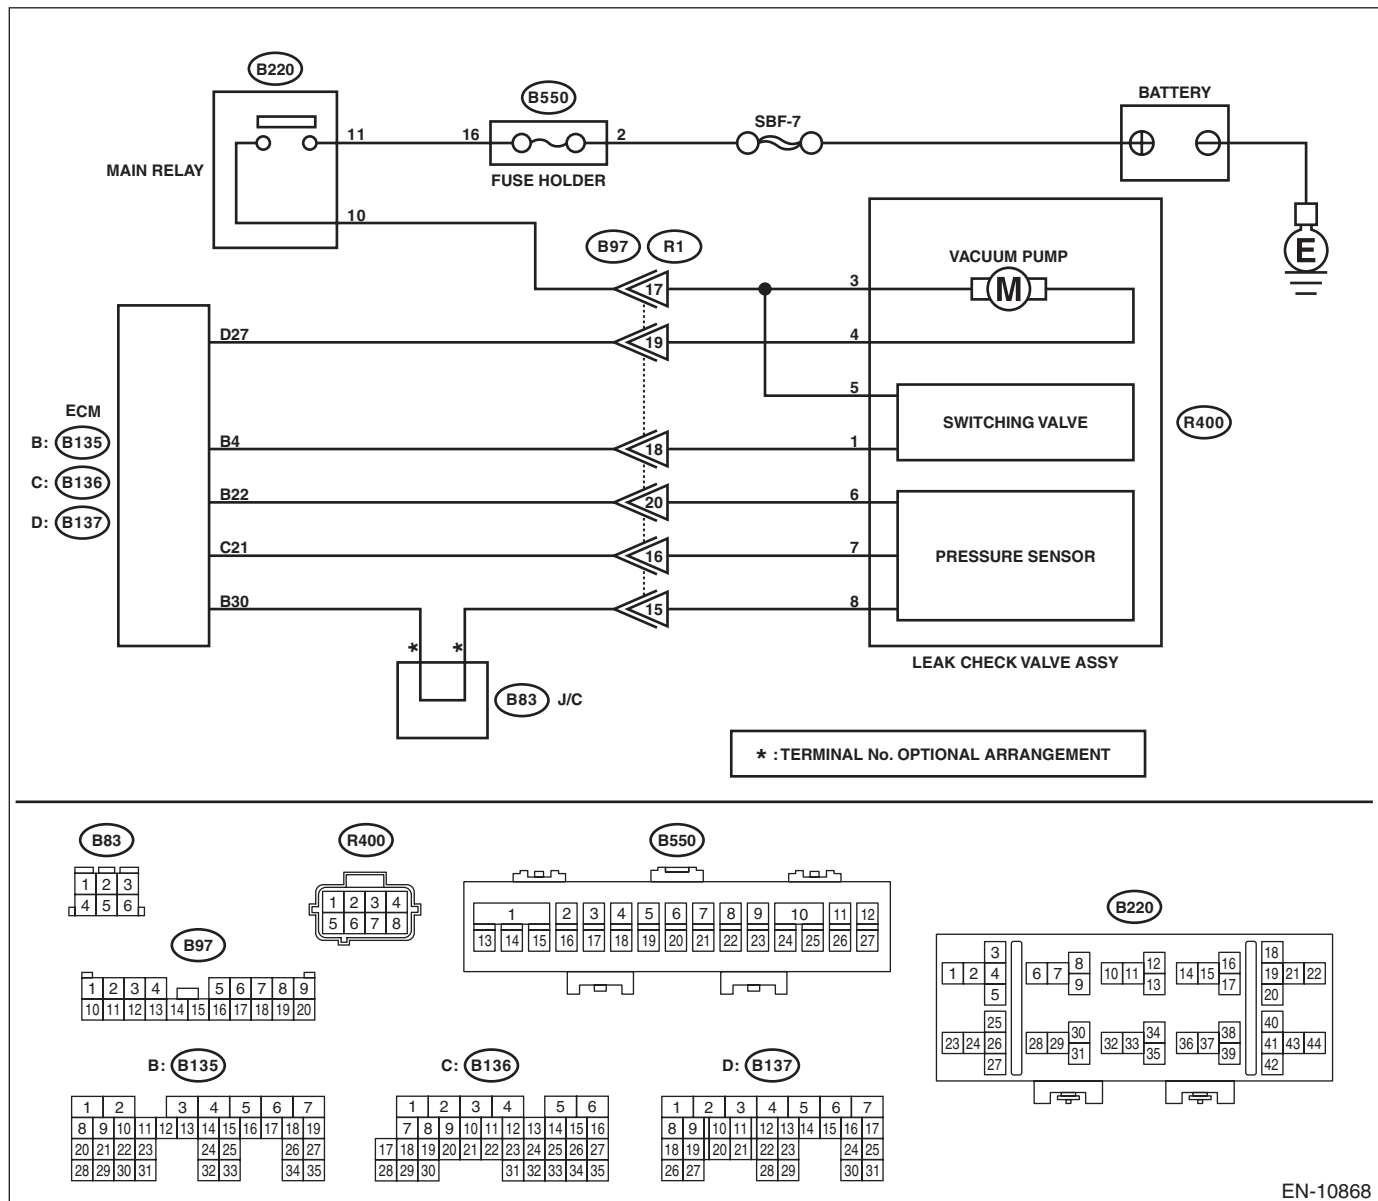 B220
B550
SBF-7
BATTERY
11 16 2
MAIN RELAY
FUSE HOLDER
10
B97 R1
VACUUM PUMP
E
17 3 M
D27 19 4
5
ECM
SWITCHING VALVE
R400
B: B135
B4 18 1
C: B136
B22 20 6
D: B137
C21 16 7
PRESSURE SENSOR
B30 15 8
* *
LEAK CHECK VALVE ASSY
B83 J/C
* : TERMINAL No. OPTIONAL ARRANGEMENT
B83
1 2 3
4 5 6
R400
1 2 3 4
5 6 7 8
B550
1 2 3 4 5 6 7 8 9 10 11 12
13 14 15 16 17 18 19 20 21 22 23 24 25 26 27
B97
1 2 3 4 5 6 7 8 9
10 11 12 13 14 15 16 17 18 19 20
B220
3 8 12 16 18
1 2 4 6 7 10 11 14 15 19 21 22
5 9 13 17 20
25 30 34 38 40
23 24 26 28 29 32 33 36 37 41 43 44
27 31 35 39 42
B: B135
1 2 3 4 5 6 7
8 9 10 11 12 13 14 15 16 17 18 19
20 21 22 23 24 25 26 27
28 29 30 31 32 33 34 35
C: B136
1 2 3 4 5 6
7 8 9 10 11 12 13 14 15 16
17 18 19 20 21 22 23 24 25 26 27
28 29 30 31 32 33 34 35
D: B137
1 2 3 4 5 6 7
8 9 10 11 12 13 14 15 16 17
18 19 20 21 22 23 24 25
26 27 28 29 30 31
EN-10868